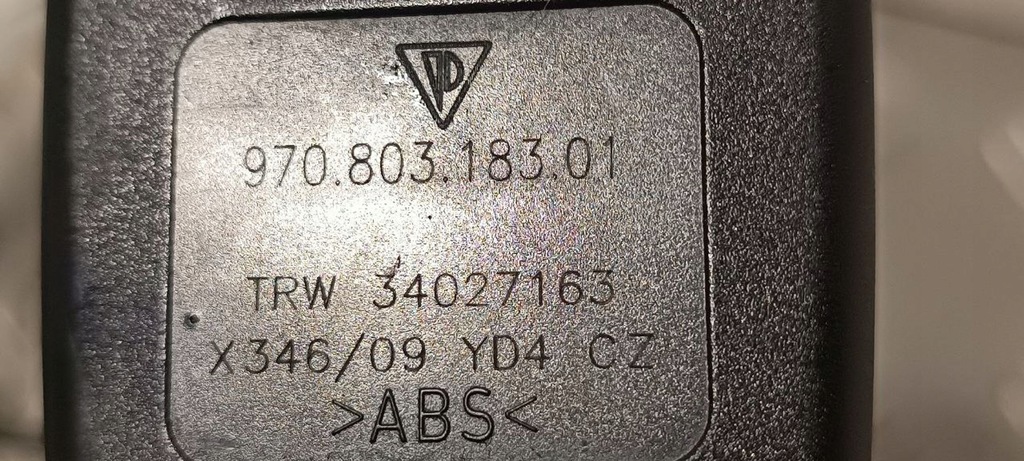 970.803.183.01
TRW 34027163
X346/09 YD4 CZ
>ABS<